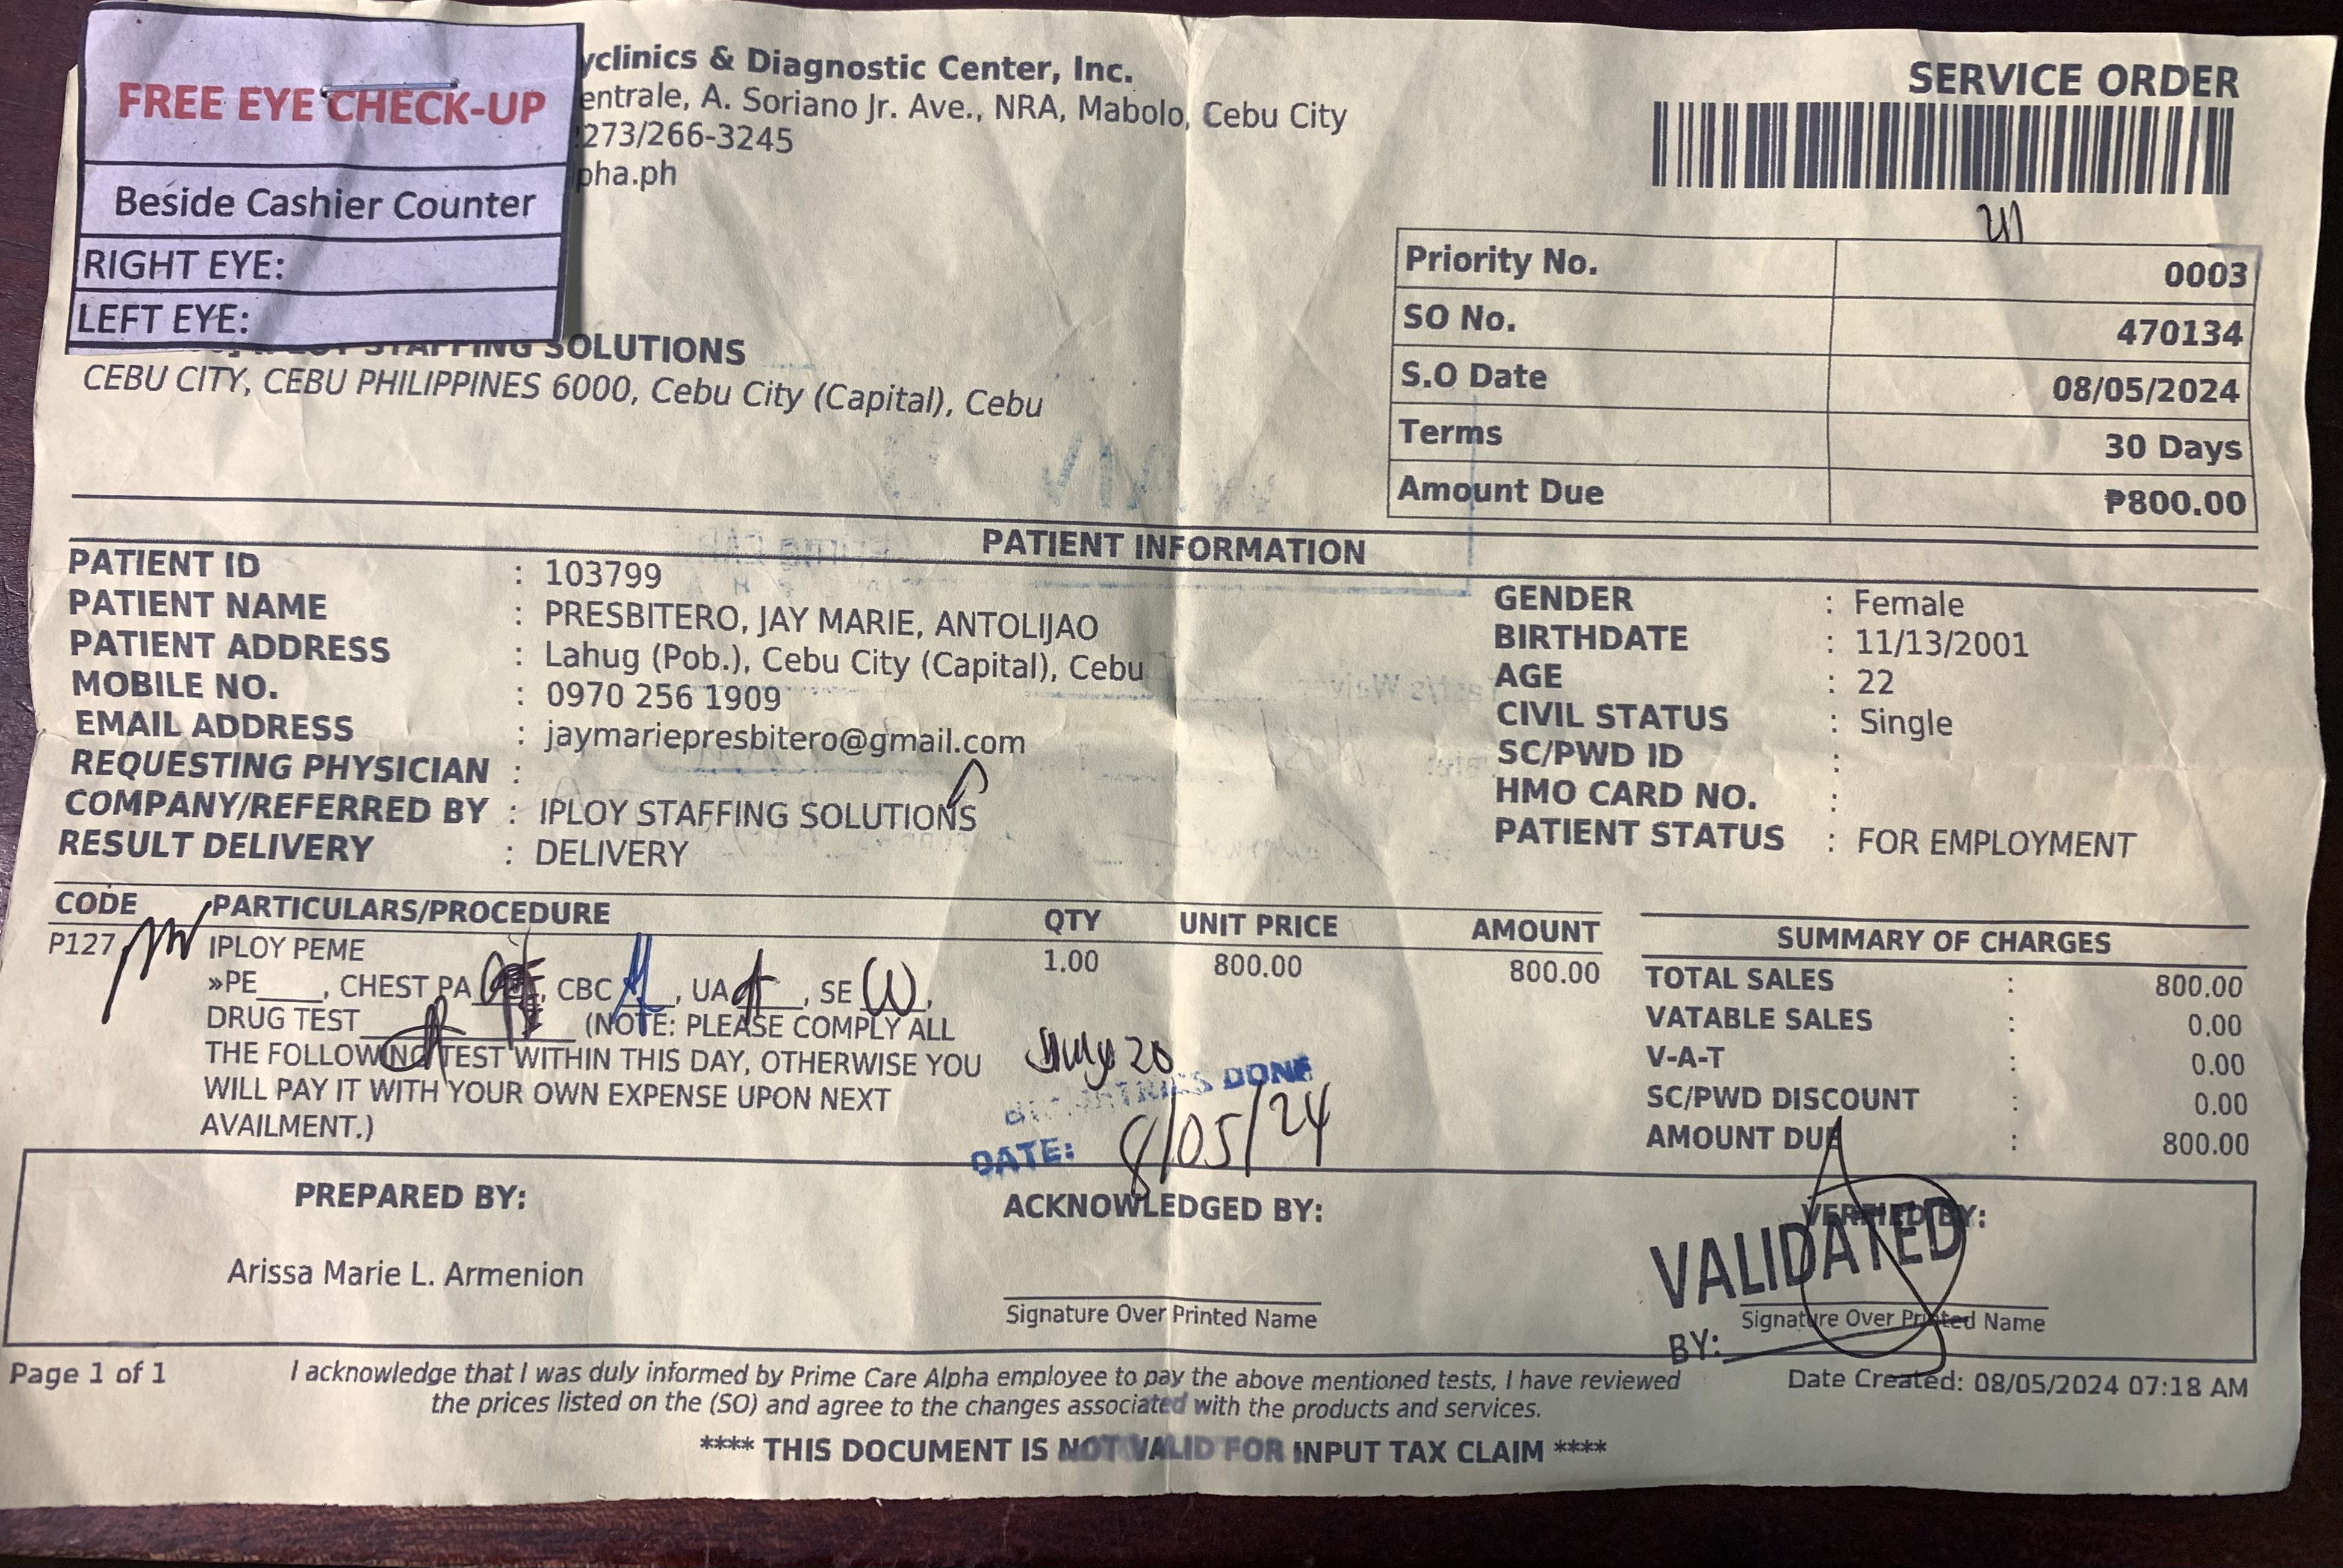 FREE EYE CHECK-UP
Beside Cashier Counter
RIGHT EYE:
LEFT EYE:
yclinics & Diagnostic Center, Inc.
entrale, A. Soriano Jr. Ave., NRA, Mabolo, Cebu City
273/266-3245
pha.ph
SERVICE ORDER
Priority No. 0003
SO No. 470134
S.O Date 08/05/2024
Terms 30 Days
Amount Due ₱800.00
STAFFING SOLUTIONS
CEBU CITY, CEBU PHILIPPINES 6000, Cebu City (Capital), Cebu
PATIENT INFORMATION
PATIENT ID : 103799
PATIENT NAME : PRESBITERO, JAY MARIE, ANTOLIJAO
PATIENT ADDRESS : Lahug (Pob.), Cebu City (Capital), Cebu
MOBILE NO. : 0970 256 1909
EMAIL ADDRESS : jaymariepresbitero@gmail.com
REQUESTING PHYSICIAN :
COMPANY/REFERRED BY : IPLOY STAFFING SOLUTIONS
RESULT DELIVERY : DELIVERY
GENDER : Female
BIRTHDATE : 11/13/2001
AGE : 22
CIVIL STATUS : Single
SC/PWD ID :
HMO CARD NO. :
PATIENT STATUS : FOR EMPLOYMENT
CODE PARTICULARS/PROCEDURE QTY UNIT PRICE AMOUNT
P127 IPLOY PEME 1.00 800.00 800.00
»PE____, CHEST PA, CBC, UA, SE,
DRUG TEST (NOTE: PLEASE COMPLY ALL
THE FOLLOWING TEST WITHIN THIS DAY, OTHERWISE YOU
WILL PAY IT WITH YOUR OWN EXPENSE UPON NEXT
AVAILMENT.)
BIOMETRICS DONE
DATE: 8/05/24
SUMMARY OF CHARGES
TOTAL SALES : 800.00
VATABLE SALES : 0.00
V-A-T : 0.00
SC/PWD DISCOUNT : 0.00
AMOUNT DUE : 800.00
PREPARED BY:
Arissa Marie L. Armenion
ACKNOWLEDGED BY:
Signature Over Printed Name
VERIFIED BY:
VALIDATED
Signature Over Printed Name
BY:
Page 1 of 1
I acknowledge that I was duly informed by Prime Care Alpha employee to pay the above mentioned tests, I have reviewed
the prices listed on the (SO) and agree to the changes associated with the products and services.
Date Created: 08/05/2024 07:18 AM
**** THIS DOCUMENT IS NOT VALID FOR INPUT TAX CLAIM ****